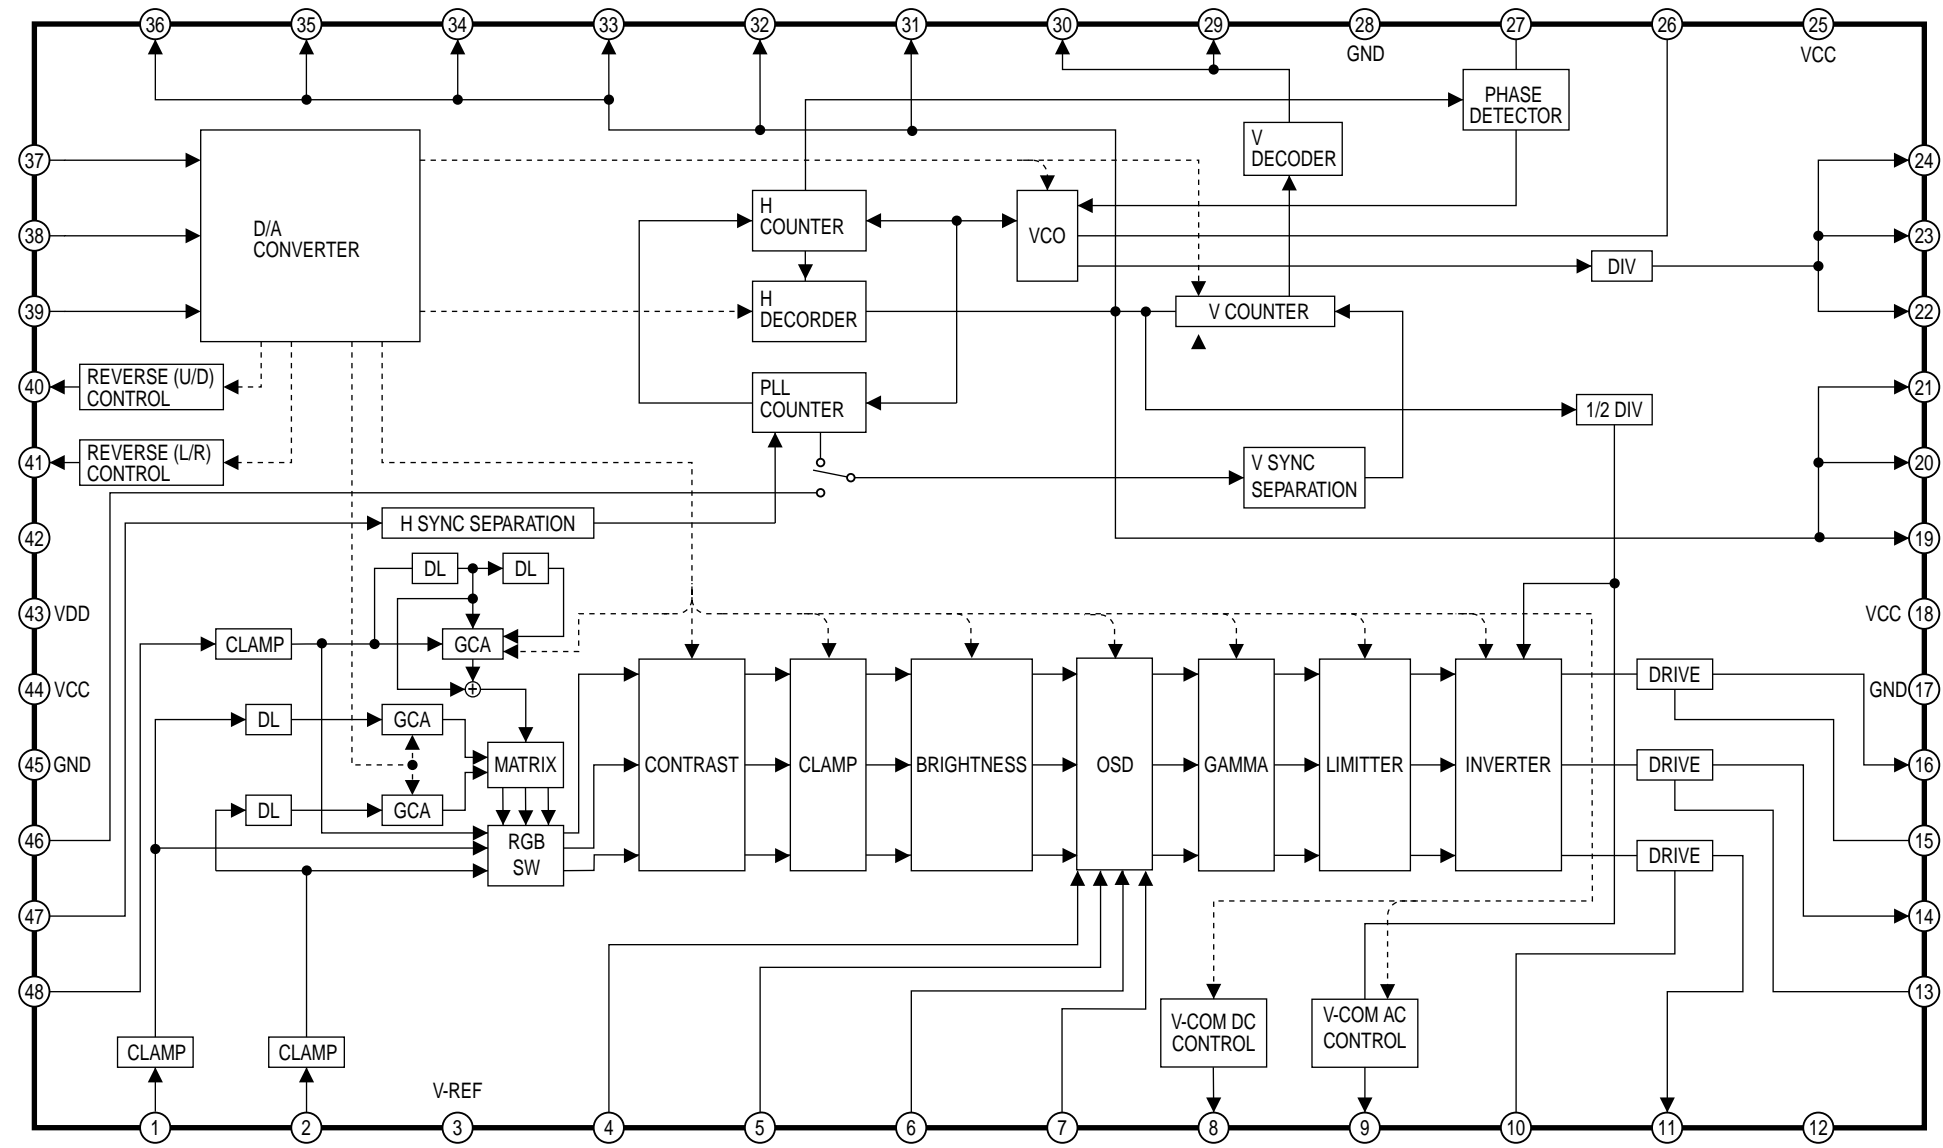 36 35 34 33 32 31 30 29 28 27 26 25
GND
VCC
PHASE
DETECTOR
V
DECODER
37
24
D/A
CONVERTER
H
COUNTER
VCO
38
23
DIV
H
DECORDER
V COUNTER
39
22
REVERSE (U/D)
CONTROL
40
PLL
COUNTER
1/2 DIV
21
REVERSE (L/R)
CONTROL
41
V SYNC
SEPARATION
20
H SYNC SEPARATION
42
19
DL
DL
43 VDD
VCC 18
CLAMP
GCA
+
44 VCC
DRIVE
GND 17
DL
GCA
MATRIX
45 GND
CONTRAST
CLAMP
BRIGHTNESS
OSD
GAMMA
LIMITTER
INVERTER
DRIVE
16
DL
GCA
RGB
SW
46
DRIVE
15
47
14
48
13
CLAMP
CLAMP
V-REF
V-COM DC
CONTROL
V-COM AC
CONTROL
1 2 3 4 5 6 7 8 9 10 11 12